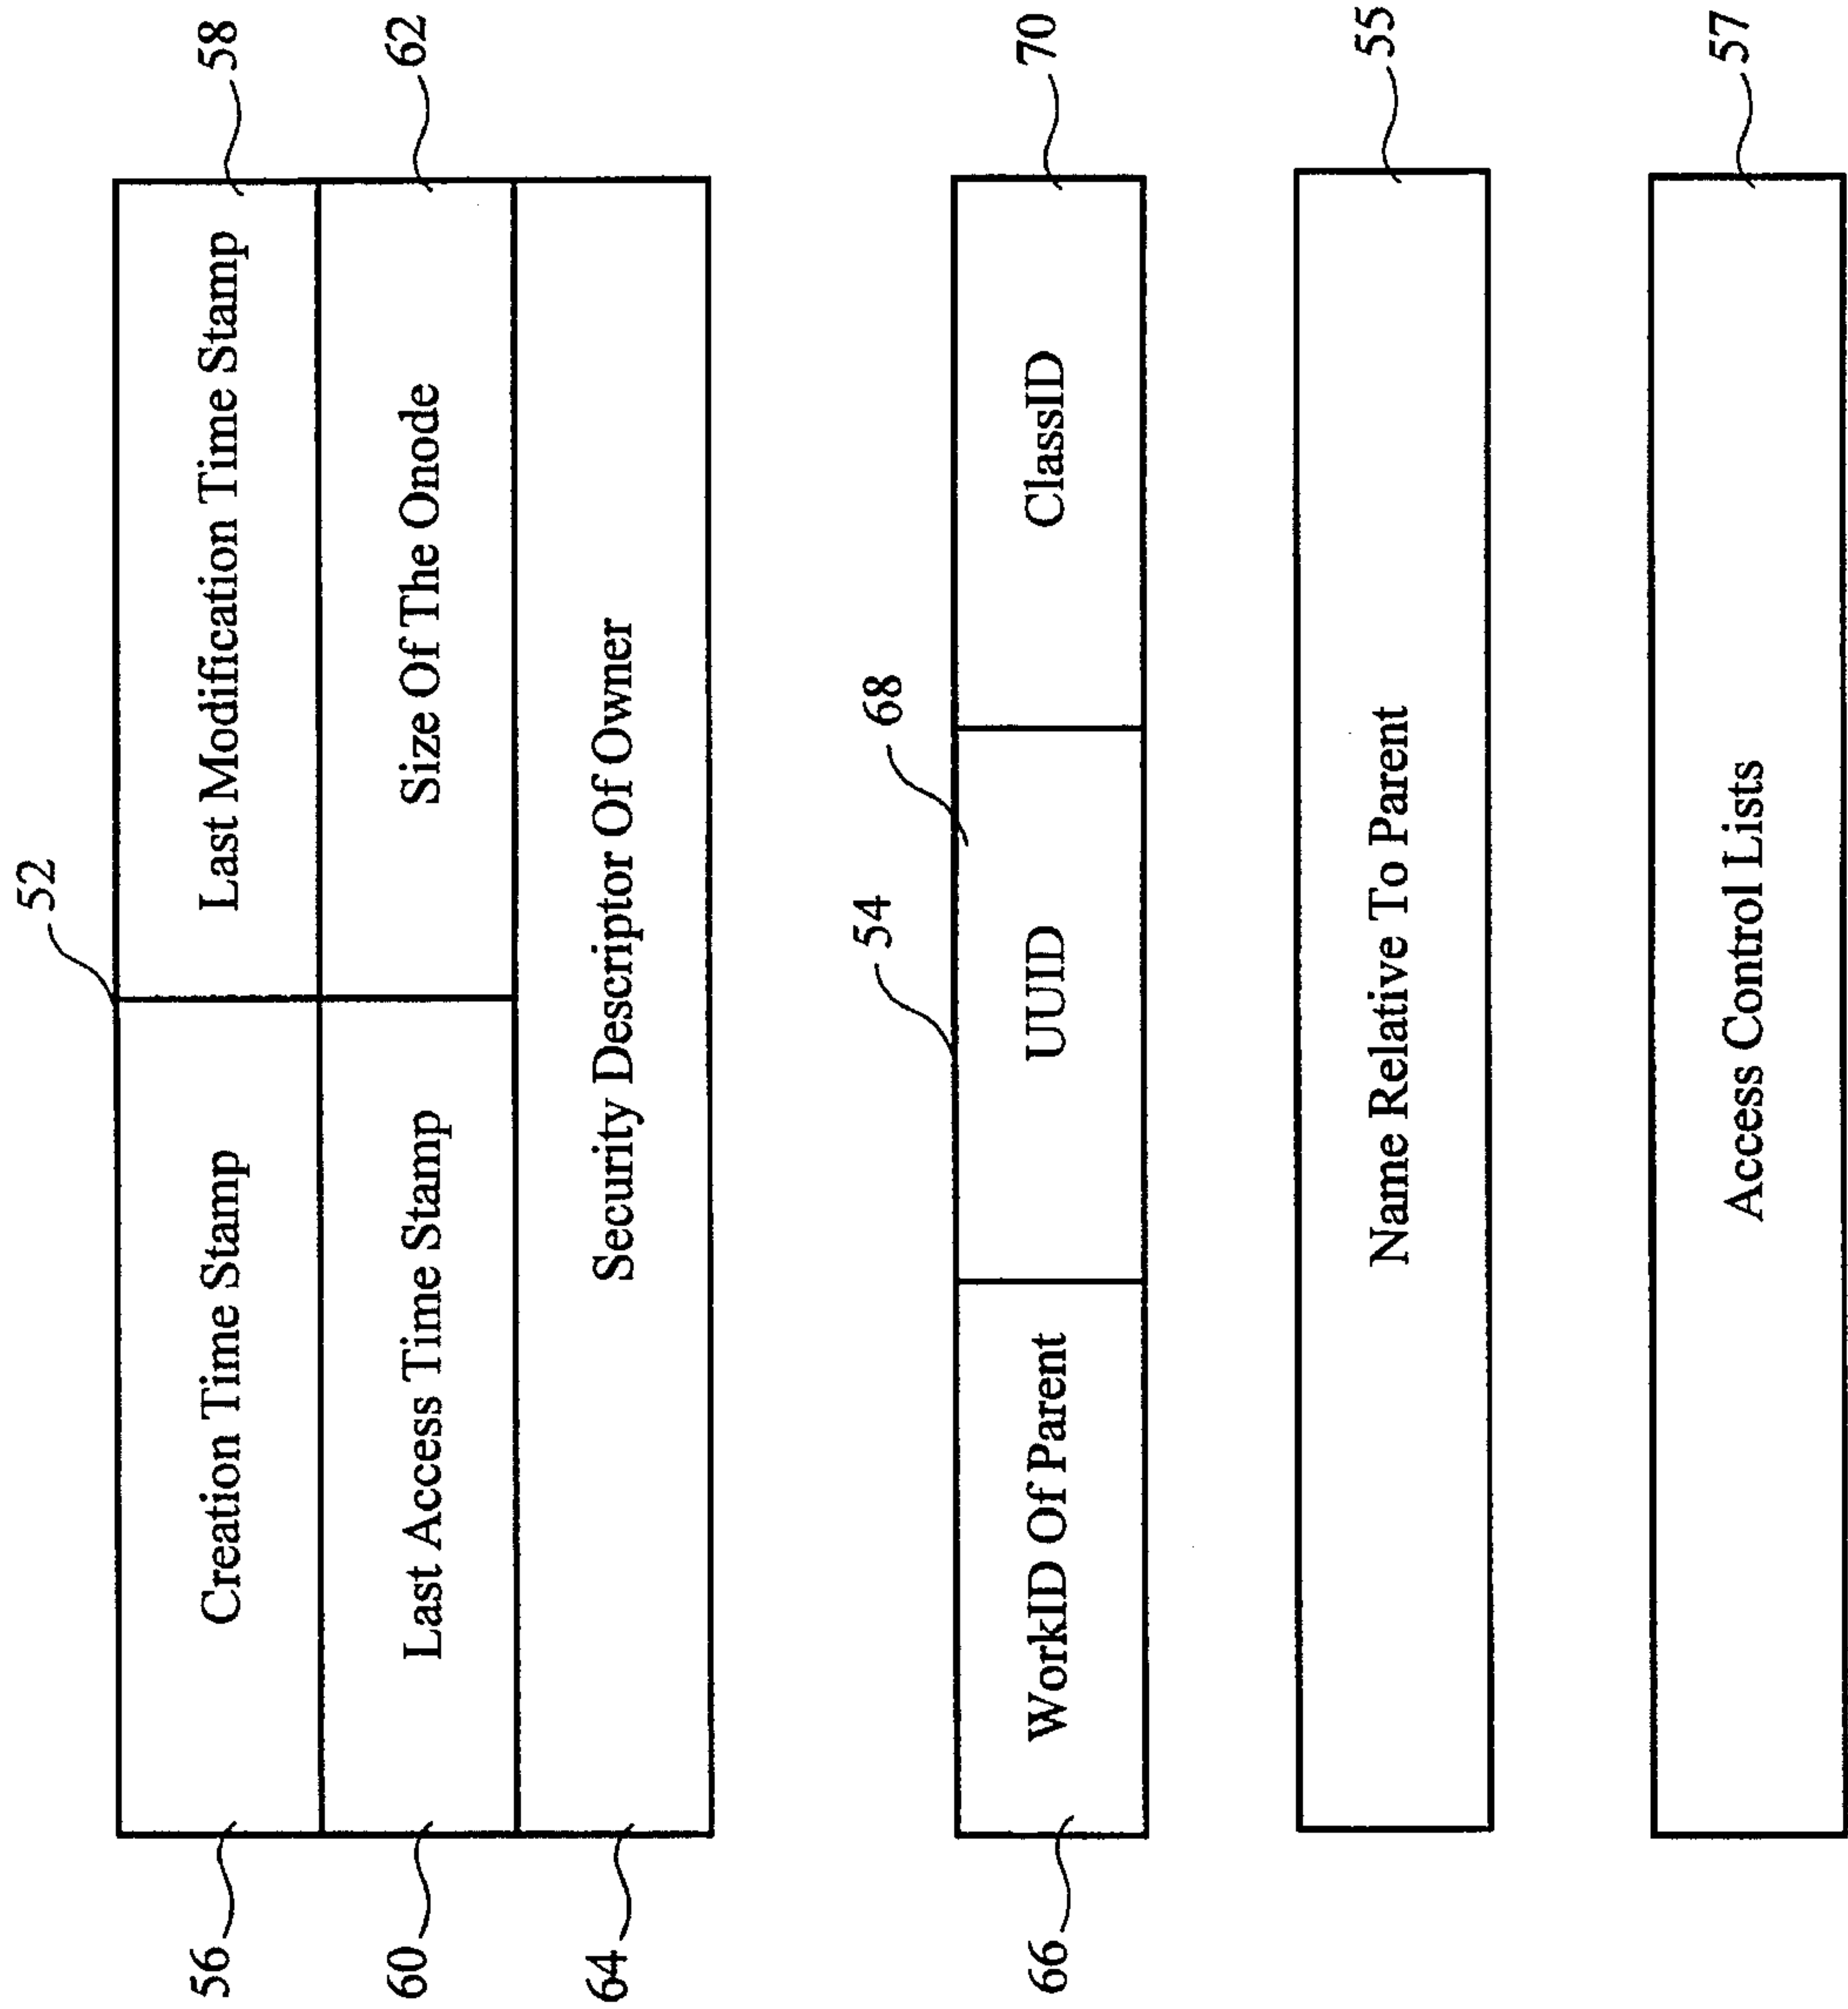 52
56
Creation Time Stamp
Last Modification Time Stamp
58
60
Last Access Time Stamp
Size Of The Onode
62
64
Security Descriptor Of Owner
54
68
66
WorkID Of Parent
UUID
ClassID
70
Name Relative To Parent
55
Access Control Lists
57